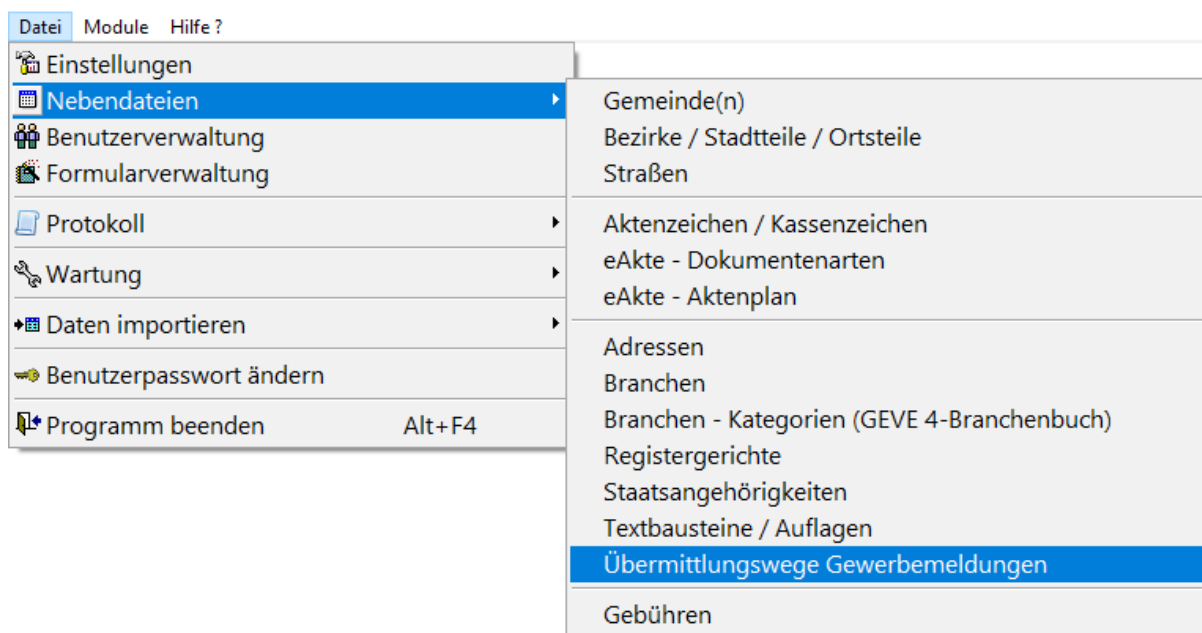 Datei Module Hilfe ?
Einstellungen
Nebendateien
Benutzerverwaltung
Formularverwaltung
Protokoll
Wartung
Daten importieren
Benutzerpasswort ändern
Programm beenden Alt+F4
Gemeinde(n)
Bezirke / Stadtteile / Ortsteile
Straßen
Aktenzeichen / Kassenzeichen
eAkte - Dokumentenarten
eAkte - Aktenplan
Adressen
Branchen
Branchen - Kategorien (GEVE 4-Branchenbuch)
Registergerichte
Staatsangehörigkeiten
Textbausteine / Auflagen
Übermittlungswege Gewerbemeldungen
Gebühren